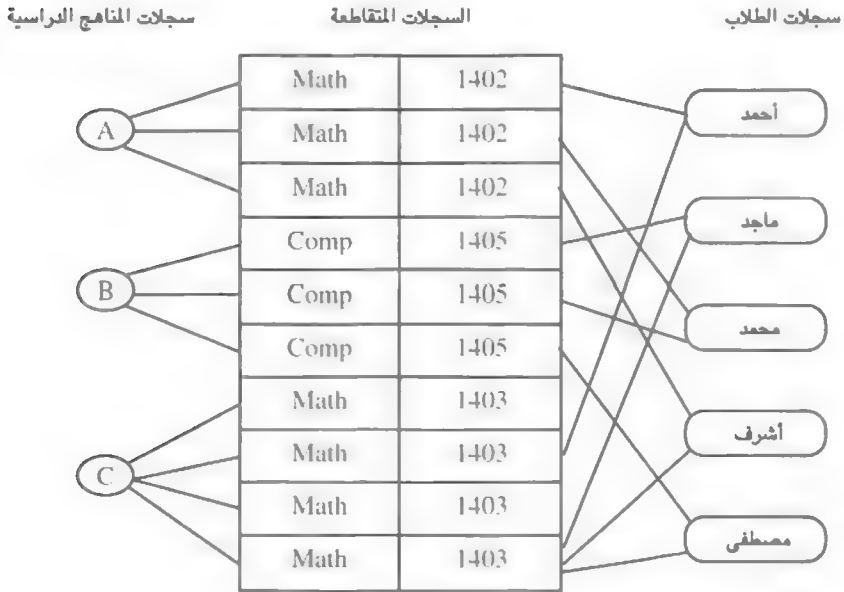 سجلات الطلاب السجلات المتقاطعة سجلات المناهج الدراسية
Math 1402
Math 1402
Math 1402
Comp 1405
Comp 1405
Comp 1405
Math 1403
Math 1403
Math 1403
Math 1403
A
B
C
أحمد
ماجد
محمد
أشرف
مصطفى